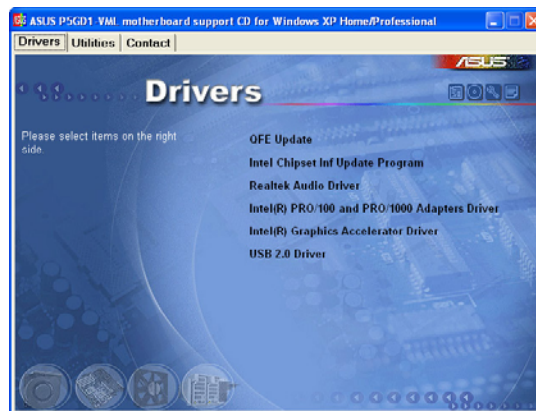 ASUS P5GD1-VML motherboard support CD for Windows XP Home/Professional
Drivers Utilities Contact
ASUS
Drivers
Please select items on the right
side.
QFE Update
Intel Chipset Inf Update Program
Realtek Audio Driver
Intel(R) PRO/100 and PRO/1000 Adapters Driver
Intel(R) Graphics Accelerator Driver
USB 2.0 Driver